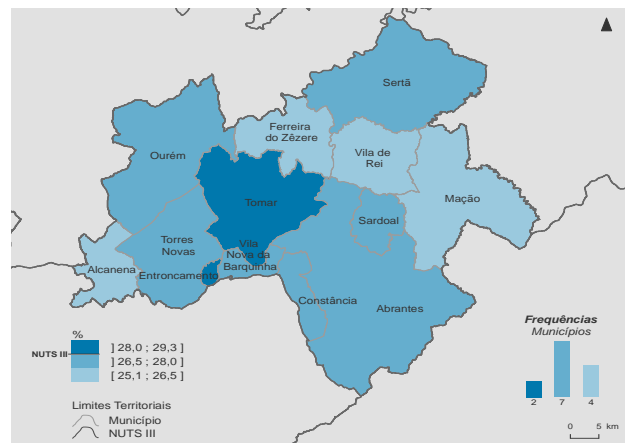 Sertã
Ferreira
do Zêzere
Ourém
Vila de
Rei
Tomar
Mação
Sardoal
Torres
Novas
Vila
Nova da
Barquinha
Alcanena
Entroncamento
Constância
Abrantes
%
] 28,0 ; 29,3 ]
NUTS III
] 26,5 ; 28,0 ]
[ 25,1 ; 26,5 ]
Limites Territoriais
Município
NUTS III
Frequências
Municípios
2 7 4
0 5 km